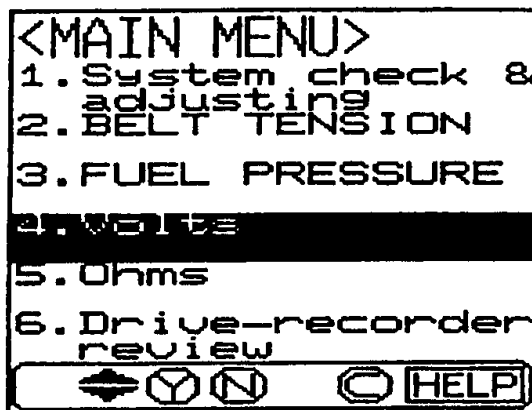 <MAIN MENU>
1.System check &
adjusting
2.BELT TENSION
3.FUEL PRESSURE
4.Volts
5.Ohms
6.Drive-recorder
review
Y N C HELP